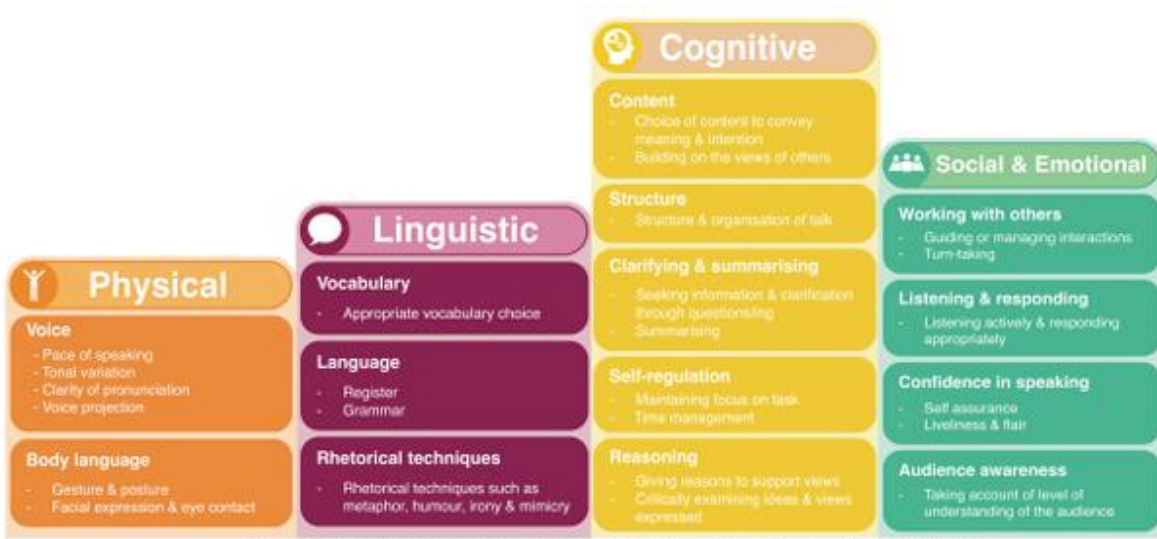 Physical
Voice
- Pace of speaking
- Tonal variation
- Clarity of pronunciation
- Voice projection
Body language
- Gesture & posture
- Facial expression & eye contact
Linguistic
Vocabulary
- Appropriate vocabulary choice
Language
- Register
- Grammar
Rhetorical techniques
- Rhetorical techniques such as
metaphor, humour, irony & mimicry
Cognitive
Content
- Choice of content to convey
meaning & intention
- Building on the views of others
Structure
- Structure & organisation of talk
Clarifying & summarising
- Seeking information & clarification
through questions/ing
- Summarising
Self-regulation
- Maintaining focus on task
- Time management
Reasoning
- Giving reasons to support views
- Critically examining ideas & views
expressed
Social & Emotional
Working with others
- Guiding or managing interactions
- Turn-taking
Listening & responding
- Listening actively & responding
appropriately
Confidence in speaking
- Self assurance
- Liveliness & flair
Audience awareness
- Taking account of level of
understanding of the audience